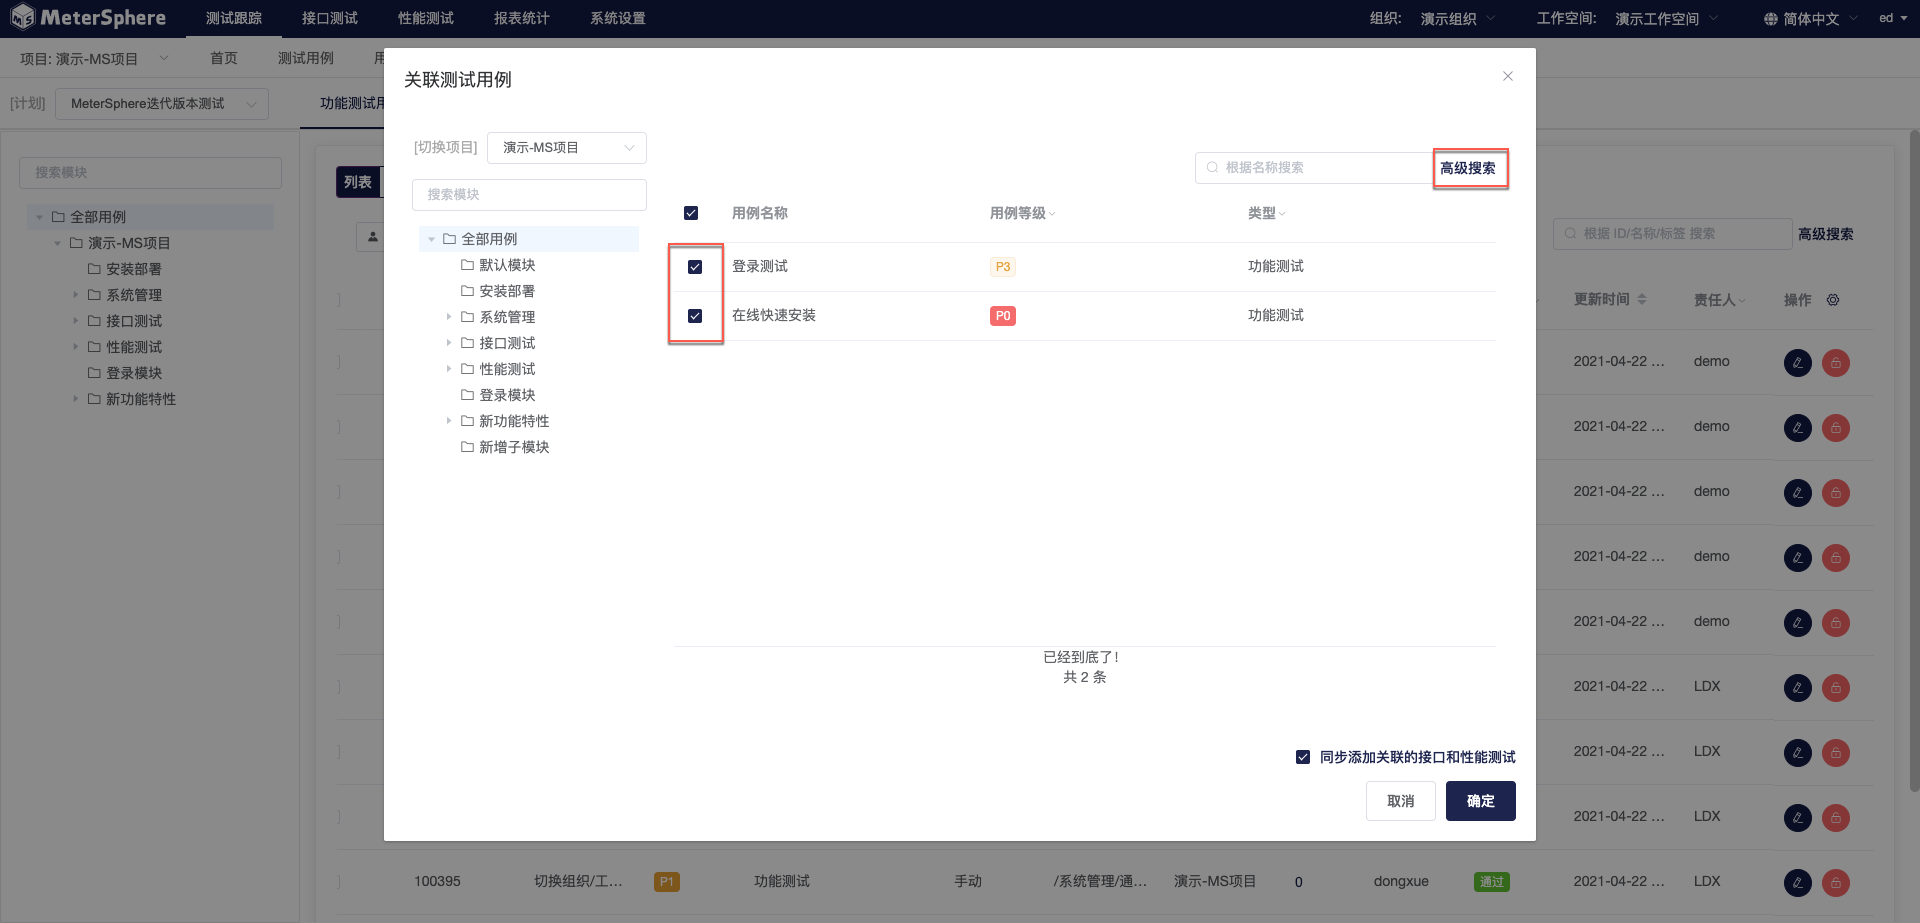 MeterSphere 测试跟踪 接口测试 性能测试 报表统计 系统设置 组织: 演示组织 工作空间: 演示工作空间 简体中文 ed
项目: 演示-MS项目 首页 测试用例
[计划] MeterSphere迭代版本测试 功能测试用
搜索模块
全部用例
演示-MS项目
安装部署
系统管理
接口测试
性能测试
登录模块
新功能特性
列表
关联测试用例
[切换项目] 演示-MS项目
搜索模块
全部用例
默认模块
安装部署
系统管理
接口测试
性能测试
登录模块
新功能特性
新增子模块
根据名称搜索 高级搜索
用例名称 用例等级 类型
登录测试 P3 功能测试
在线快速安装 P0 功能测试
已经到底了!
共 2 条
同步添加关联的接口和性能测试
取消 确定
根据 ID/名称/标签 搜索 高级搜索
更新时间 责任人 操作
2021-04-22 ... demo
2021-04-22 ... demo
2021-04-22 ... demo
2021-04-22 ... demo
2021-04-22 ... demo
2021-04-22 ... LDX
2021-04-22 ... LDX
2021-04-22 ... LDX
100395 切换组织/工... P1 功能测试 手动 /系统管理/通... 演示-MS项目 0 dongxue 通过 2021-04-22 ... LDX